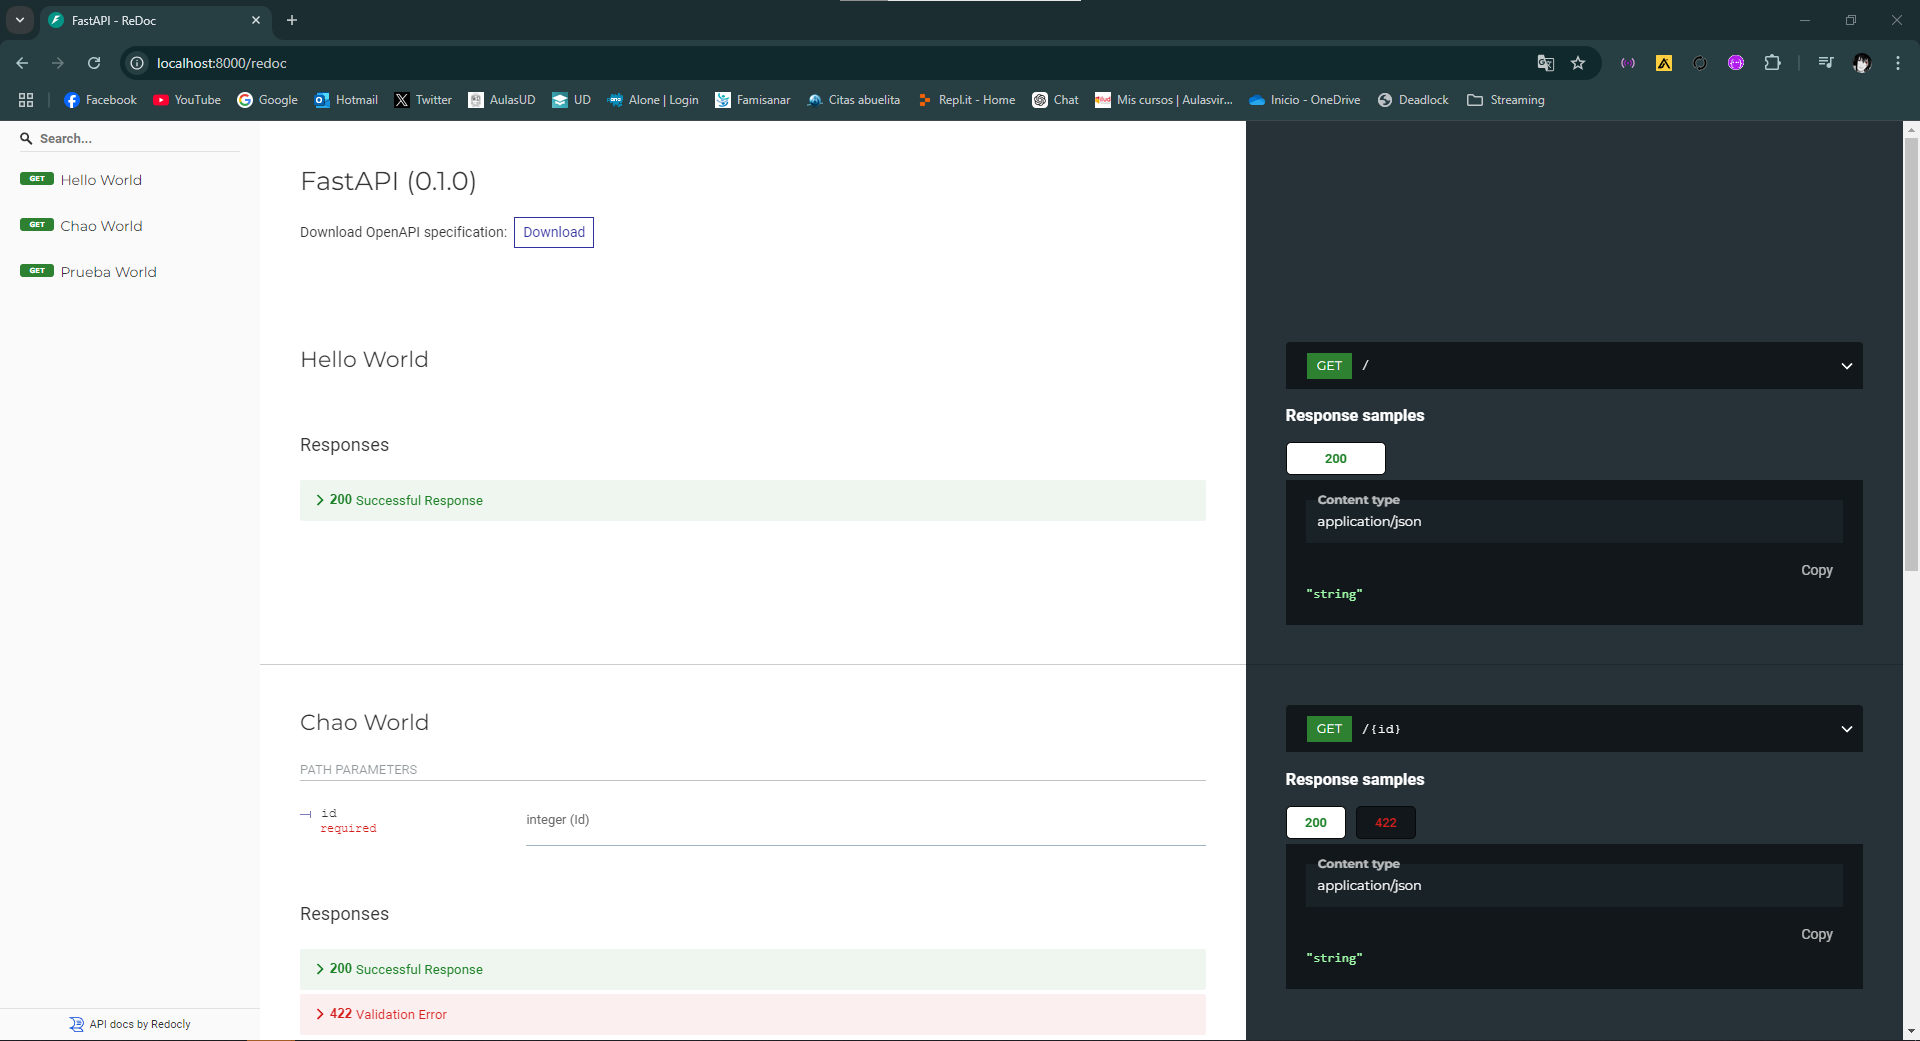 FastAPI - ReDoc
localhost:8000/redoc
Facebook YouTube Google Hotmail Twitter AulasUD UD Alone | Login Famisanar Citas abuelita Repl.it - Home Chat Mis cursos | Aulasvir... Inicio - OneDrive Deadlock Streaming
Search...
GET Hello World
GET Chao World
GET Prueba World
API docs by Redocly
FastAPI (0.1.0)
Download OpenAPI specification: Download
Hello World
Responses
200 Successful Response
GET /
Response samples
200
Content type
application/json
Copy
"string"
Chao World
PATH PARAMETERS
id
required
integer (Id)
Responses
200 Successful Response
422 Validation Error
GET /{id}
Response samples
200 422
Content type
application/json
Copy
"string"